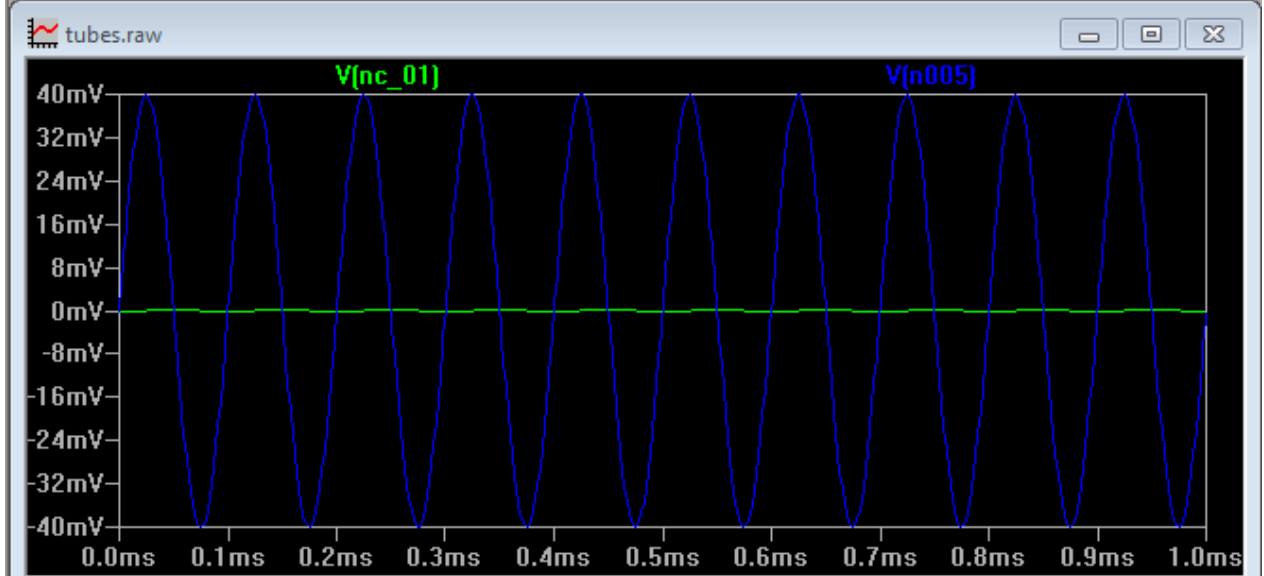 tubes.raw
V(nc_01) V(n005)
40mV
32mV
24mV
16mV
8mV
0mV
-8mV
-16mV
-24mV
-32mV
-40mV
0.0ms 0.1ms 0.2ms 0.3ms 0.4ms 0.5ms 0.6ms 0.7ms 0.8ms 0.9ms 1.0ms